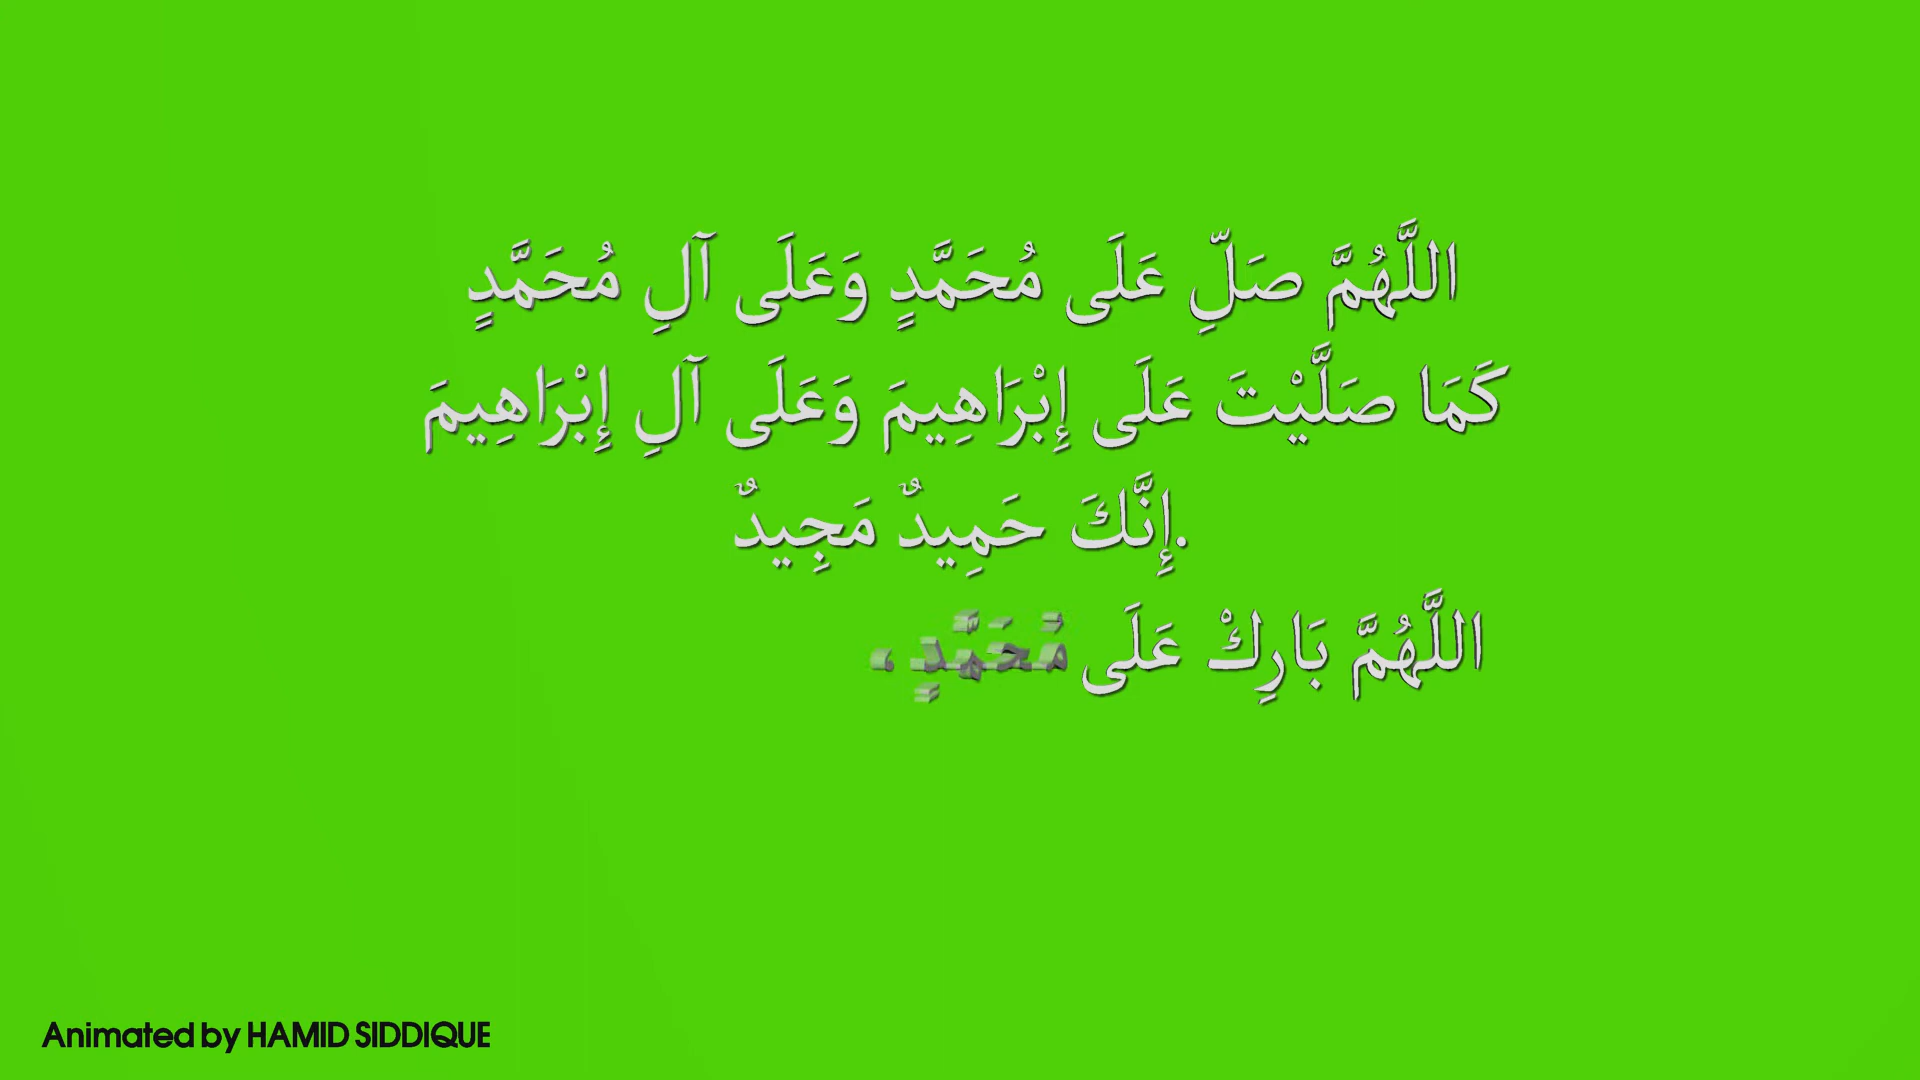 اللَّهُمَّ صَلِّ عَلَى مُحَمَّدٍ وَعَلَى آلِ مُحَمَّدٍ
كَمَا صَلَّيْتَ عَلَى إِبْرَاهِيمَ وَعَلَى آلِ إِبْرَاهِيمَ
.إِنَّكَ حَمِيدٌ مَجِيدٌ
اللَّهُمَّ بَارِكْ عَلَى مُحَمَّدٍ
Animated by HAMID SIDDIQUE